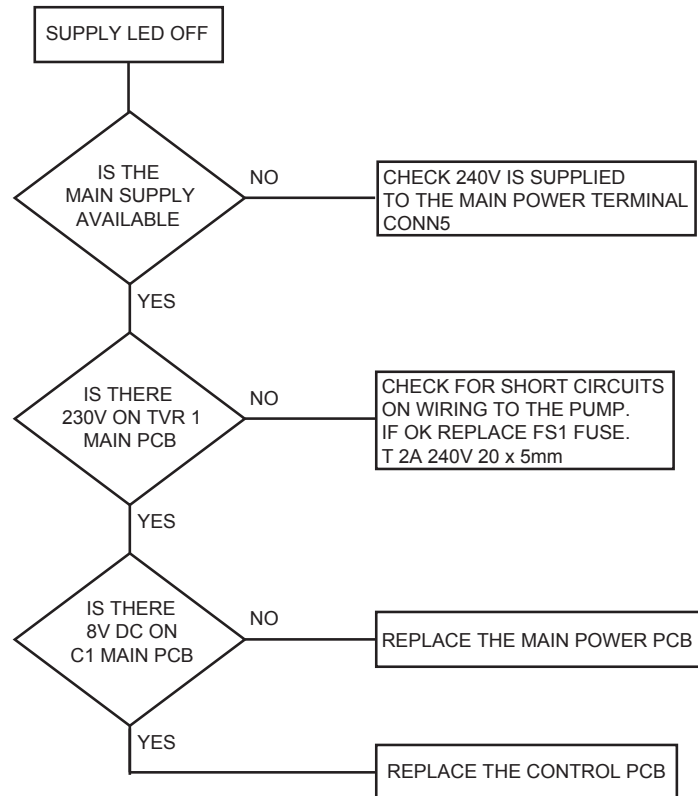 SUPPLY LED OFF
IS THE
MAIN SUPPLY
AVAILABLE
NO
CHECK 240V IS SUPPLIED
TO THE MAIN POWER TERMINAL
CONN5
YES
IS THERE
230V ON TVR 1
MAIN PCB
NO
CHECK FOR SHORT CIRCUITS
ON WIRING TO THE PUMP.
IF OK REPLACE FS1 FUSE.
T 2A 240V 20 x 5mm
YES
IS THERE
8V DC ON
C1 MAIN PCB
NO
REPLACE THE MAIN POWER PCB
YES
REPLACE THE CONTROL PCB